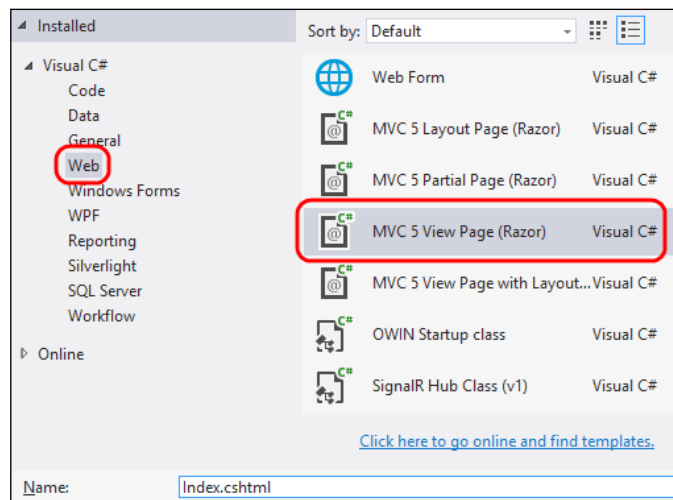 Installed
Visual C#
Code
Data
General
Web
Windows Forms
WPF
Reporting
Silverlight
SQL Server
Workflow
Online
Sort by: Default
Web Form Visual C#
C#
MVC 5 Layout Page (Razor) Visual C#
C#
MVC 5 Partial Page (Razor) Visual C#
C#
MVC 5 View Page (Razor) Visual C#
C#
MVC 5 View Page with Layout... Visual C#
C#
OWIN Startup class Visual C#
C#
SignalR Hub Class (v1) Visual C#
Click here to go online and find templates.
Name: Index.cshtml